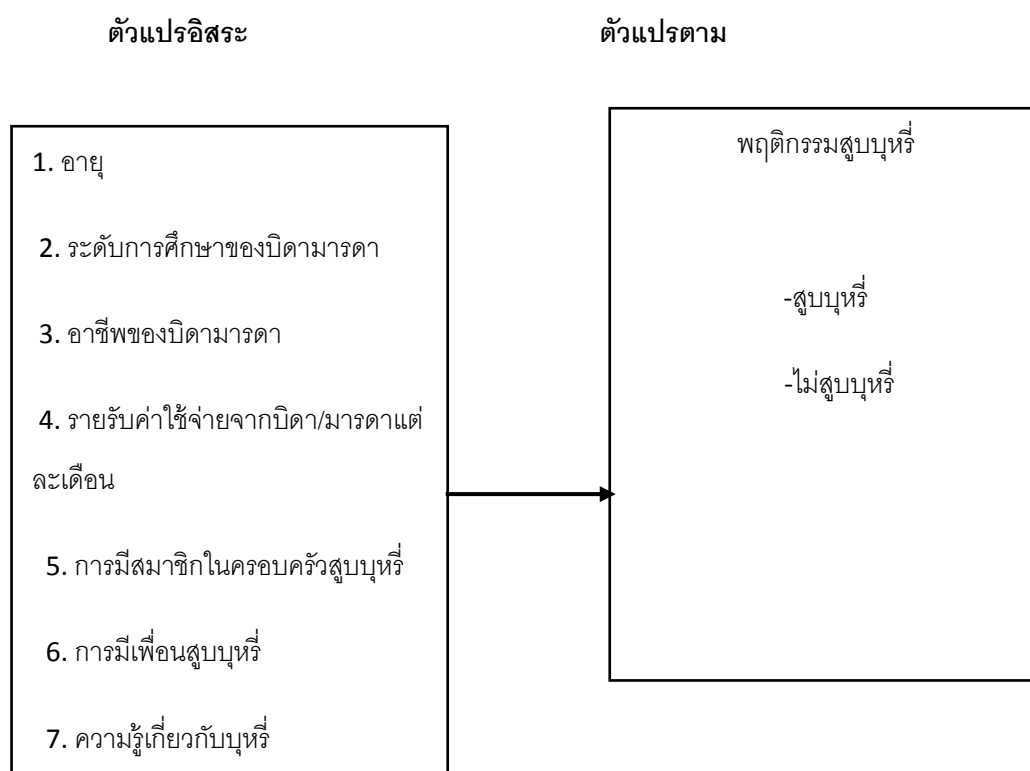 ตัวแปรอิสระ
ตัวแปรตาม
1. อายุ
2. ระดับการศึกษาของบิดามารดา
3. อาชีพของบิดามารดา
4. รายรับค่าใช้จ่ายจากบิดา/มารดาแต่
ละเดือน
5. การมีสมาชิกในครอบครัวสูบบุหรี่
6. การมีเพื่อนสูบบุหรี่
7. ความรู้เกี่ยวกับบุหรี่
พฤติกรรมสูบบุหรี่
-สูบบุหรี่
-ไม่สูบบุหรี่